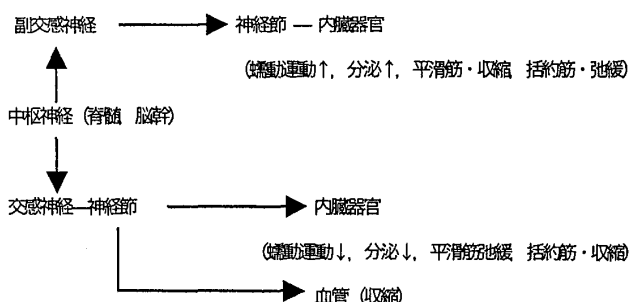 副交感神経 → 神経節 ― 内臓器官
(蠕動運動↑, 分泌↑, 平滑筋・収縮, 括約筋・弛緩)
中枢神経 (脊髄, 脳幹)
交感神経―神経節 → 内臓器官
(蠕動運動↓, 分泌↓, 平滑筋弛緩, 括約筋・収縮)
血管 (収縮)